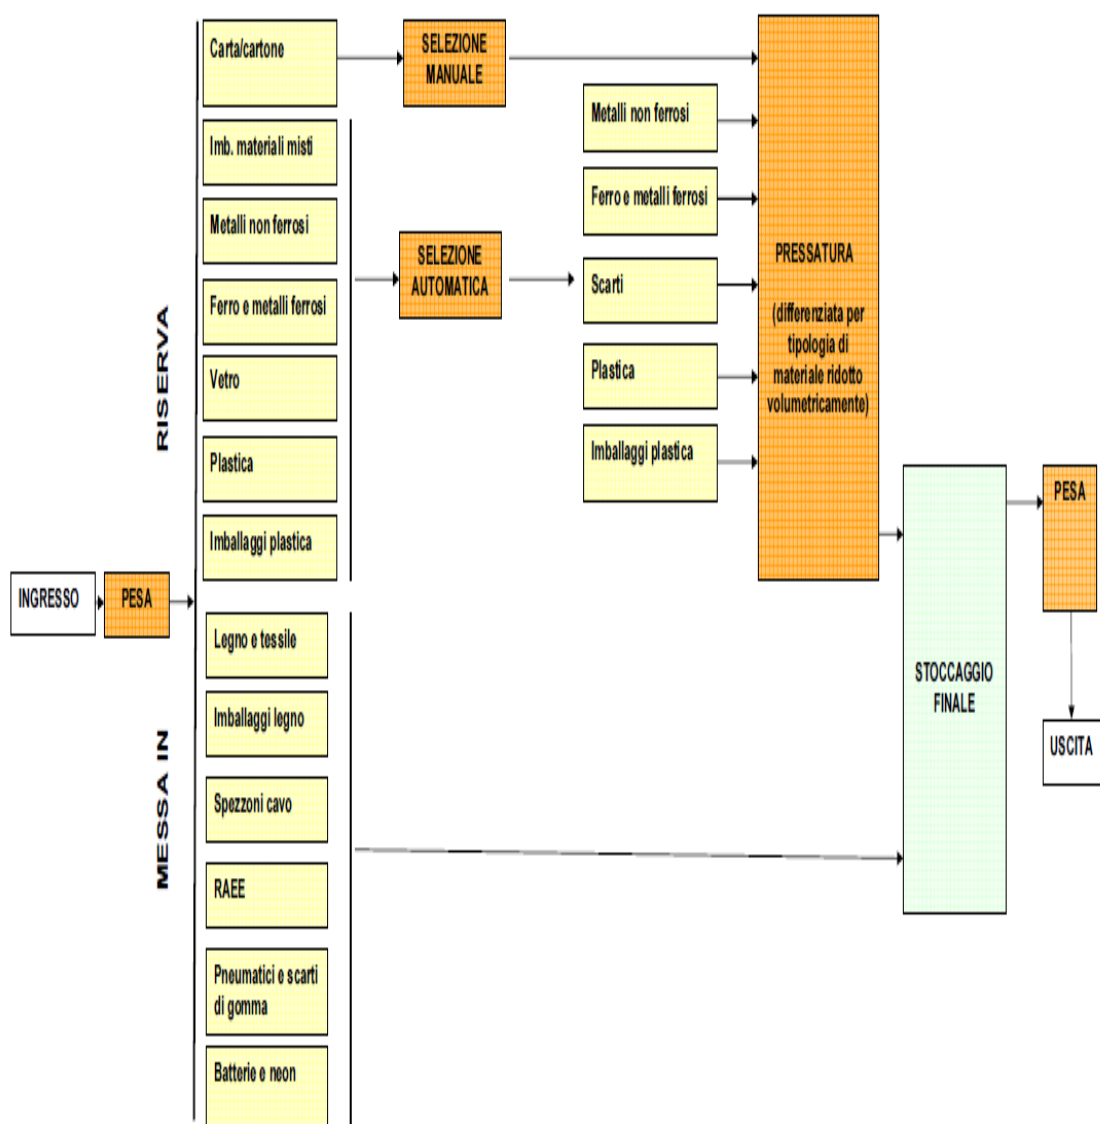 Carta/cartone
SELEZIONE
MANUALE
Imb. materiali misti
Metalli non ferrosi
Ferro e metalli ferrosi
Vetro
Plastica
Imballaggi plastica
SELEZIONE
AUTOMATICA
Metalli non ferrosi
Ferro e metalli ferrosi
Scarti
Plastica
Imballaggi plastica
PRESSATURA
(differenziata per
tipologia di
materiale ridotto
volumetricamente)
RISERVA
MESSA IN
INGRESSO
PESA
Legno e tessile
Imballaggi legno
Spezzoni cavo
RAEE
Pneumatici e scarti
di gomma
Batterie e neon
STOCCAGGIO
FINALE
PESA
USCITA